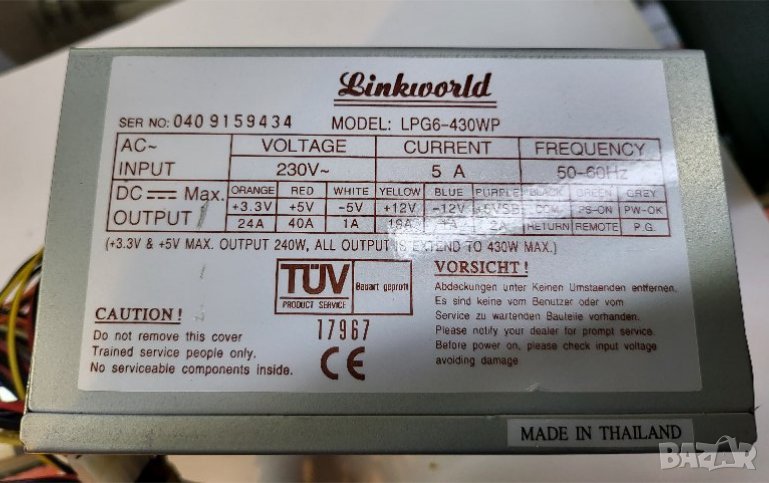 Linkworld
SER NO: 040 9159434 MODEL: LPG6-430WP
AC~ INPUT VOLTAGE CURRENT FREQUENCY
230V~ 5 A 50-60Hz
DC Max. OUTPUT ORANGE RED WHITE YELLOW BLUE PURPLE BLACK GREEN GREY
+3.3V +5V -5V +12V -12V +5VSB COM PS-ON PW-OK
24A 40A 1A 18A 1A 2A RETURN REMOTE P.G.
(+3.3V & +5V MAX. OUTPUT 240W, ALL OUTPUT IS EXTEND TO 430W MAX.)
CAUTION!
Do not remove this cover
Trained service people only.
No serviceable components inside.
TÜV
PRODUCT SERVICE
Bauart geprüft
17967
CE
VORSICHT!
Abdeckungen unter Keinen Umstaenden entfernen.
Es sind keine vom Benutzer oder vom
Service zu wartenden Bauteile vorhanden.
Please notify your dealer for prompt service.
Before power on, please check input voltage
avoiding damage
MADE IN THAILAND
BAZAR
bg